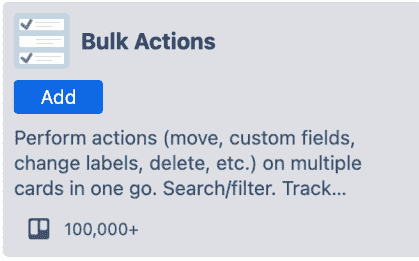 Bulk Actions
Add
Perform actions (move, custom fields,
change labels, delete, etc.) on multiple
cards in one go. Search/filter. Track...
100,000+